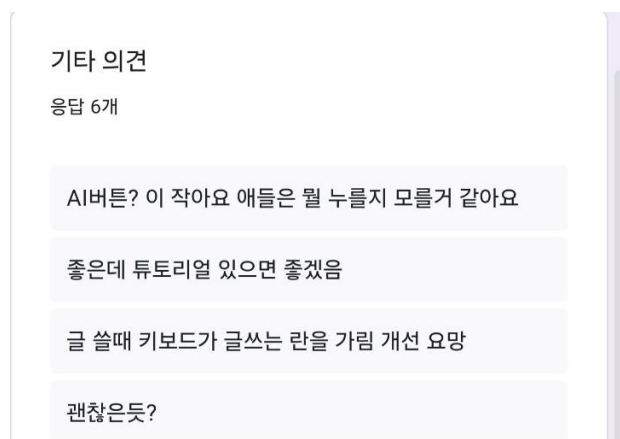 기타 의견
응답 6개
AI버튼? 이 작아요 애들은 뭘 누를지 모를거 같아요
좋은데 튜토리얼 있으면 좋겠음
글 쓸때 키보드가 글쓰는 란을 가림 개선 요망
괜찮은듯?